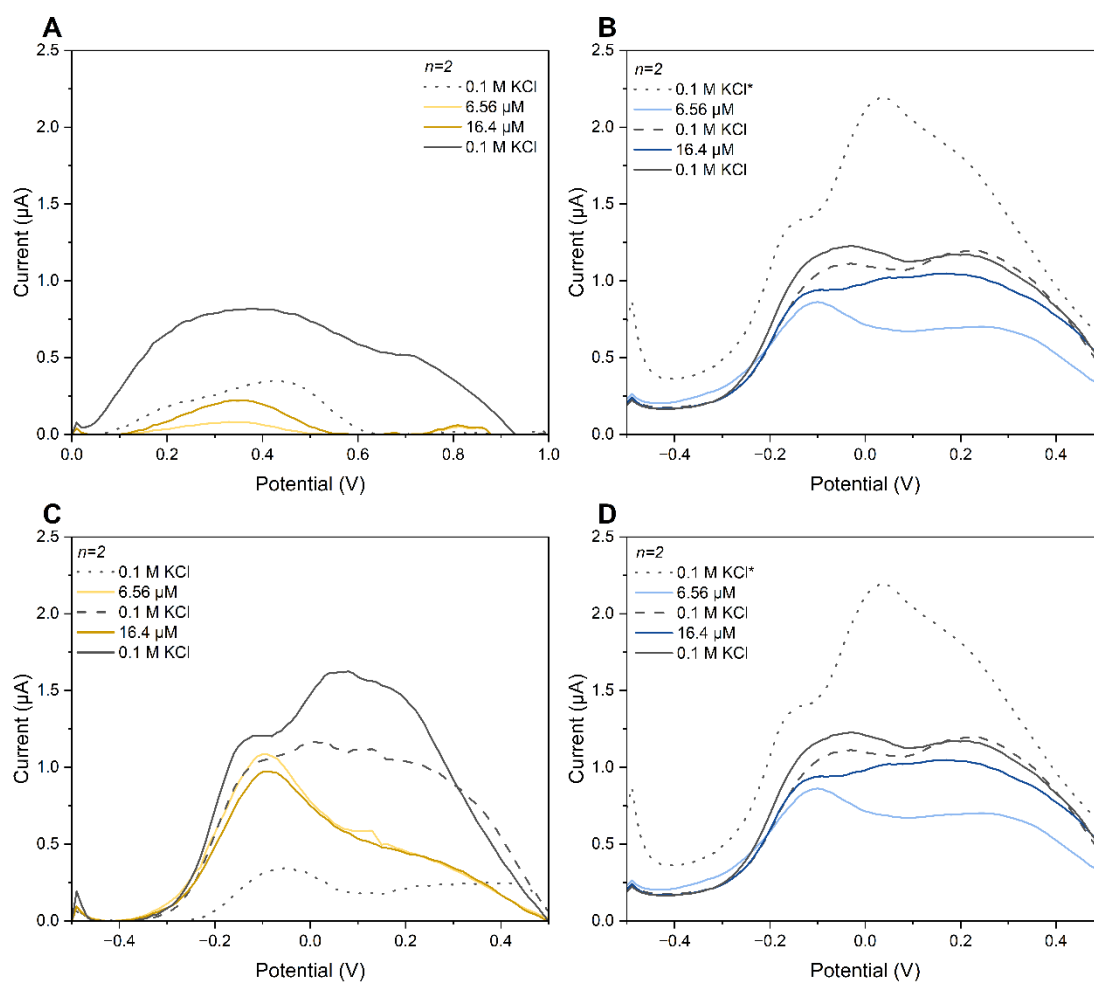 A
2.5
2.0
1.5
1.0
0.5
0.0
Current (µA)
n=2
0.1 M KCl
6.56 µM
16.4 µM
0.1 M KCl
0.0 0.2 0.4 0.6 0.8 1.0
Potential (V)
B
2.5
2.0
1.5
1.0
0.5
0.0
Current (µA)
n=2
0.1 M KCl*
6.56 µM
0.1 M KCl
16.4 µM
0.1 M KCl
−0.4 −0.2 0.0 0.2 0.4
Potential (V)
C
2.5
2.0
1.5
1.0
0.5
0.0
Current (µA)
n=2
0.1 M KCl
6.56 µM
0.1 M KCl
16.4 µM
0.1 M KCl
−0.4 −0.2 0.0 0.2 0.4
Potential (V)
D
2.5
2.0
1.5
1.0
0.5
0.0
Current (µA)
n=2
0.1 M KCl*
6.56 µM
0.1 M KCl
16.4 µM
0.1 M KCl
−0.4 −0.2 0.0 0.2 0.4
Potential (V)